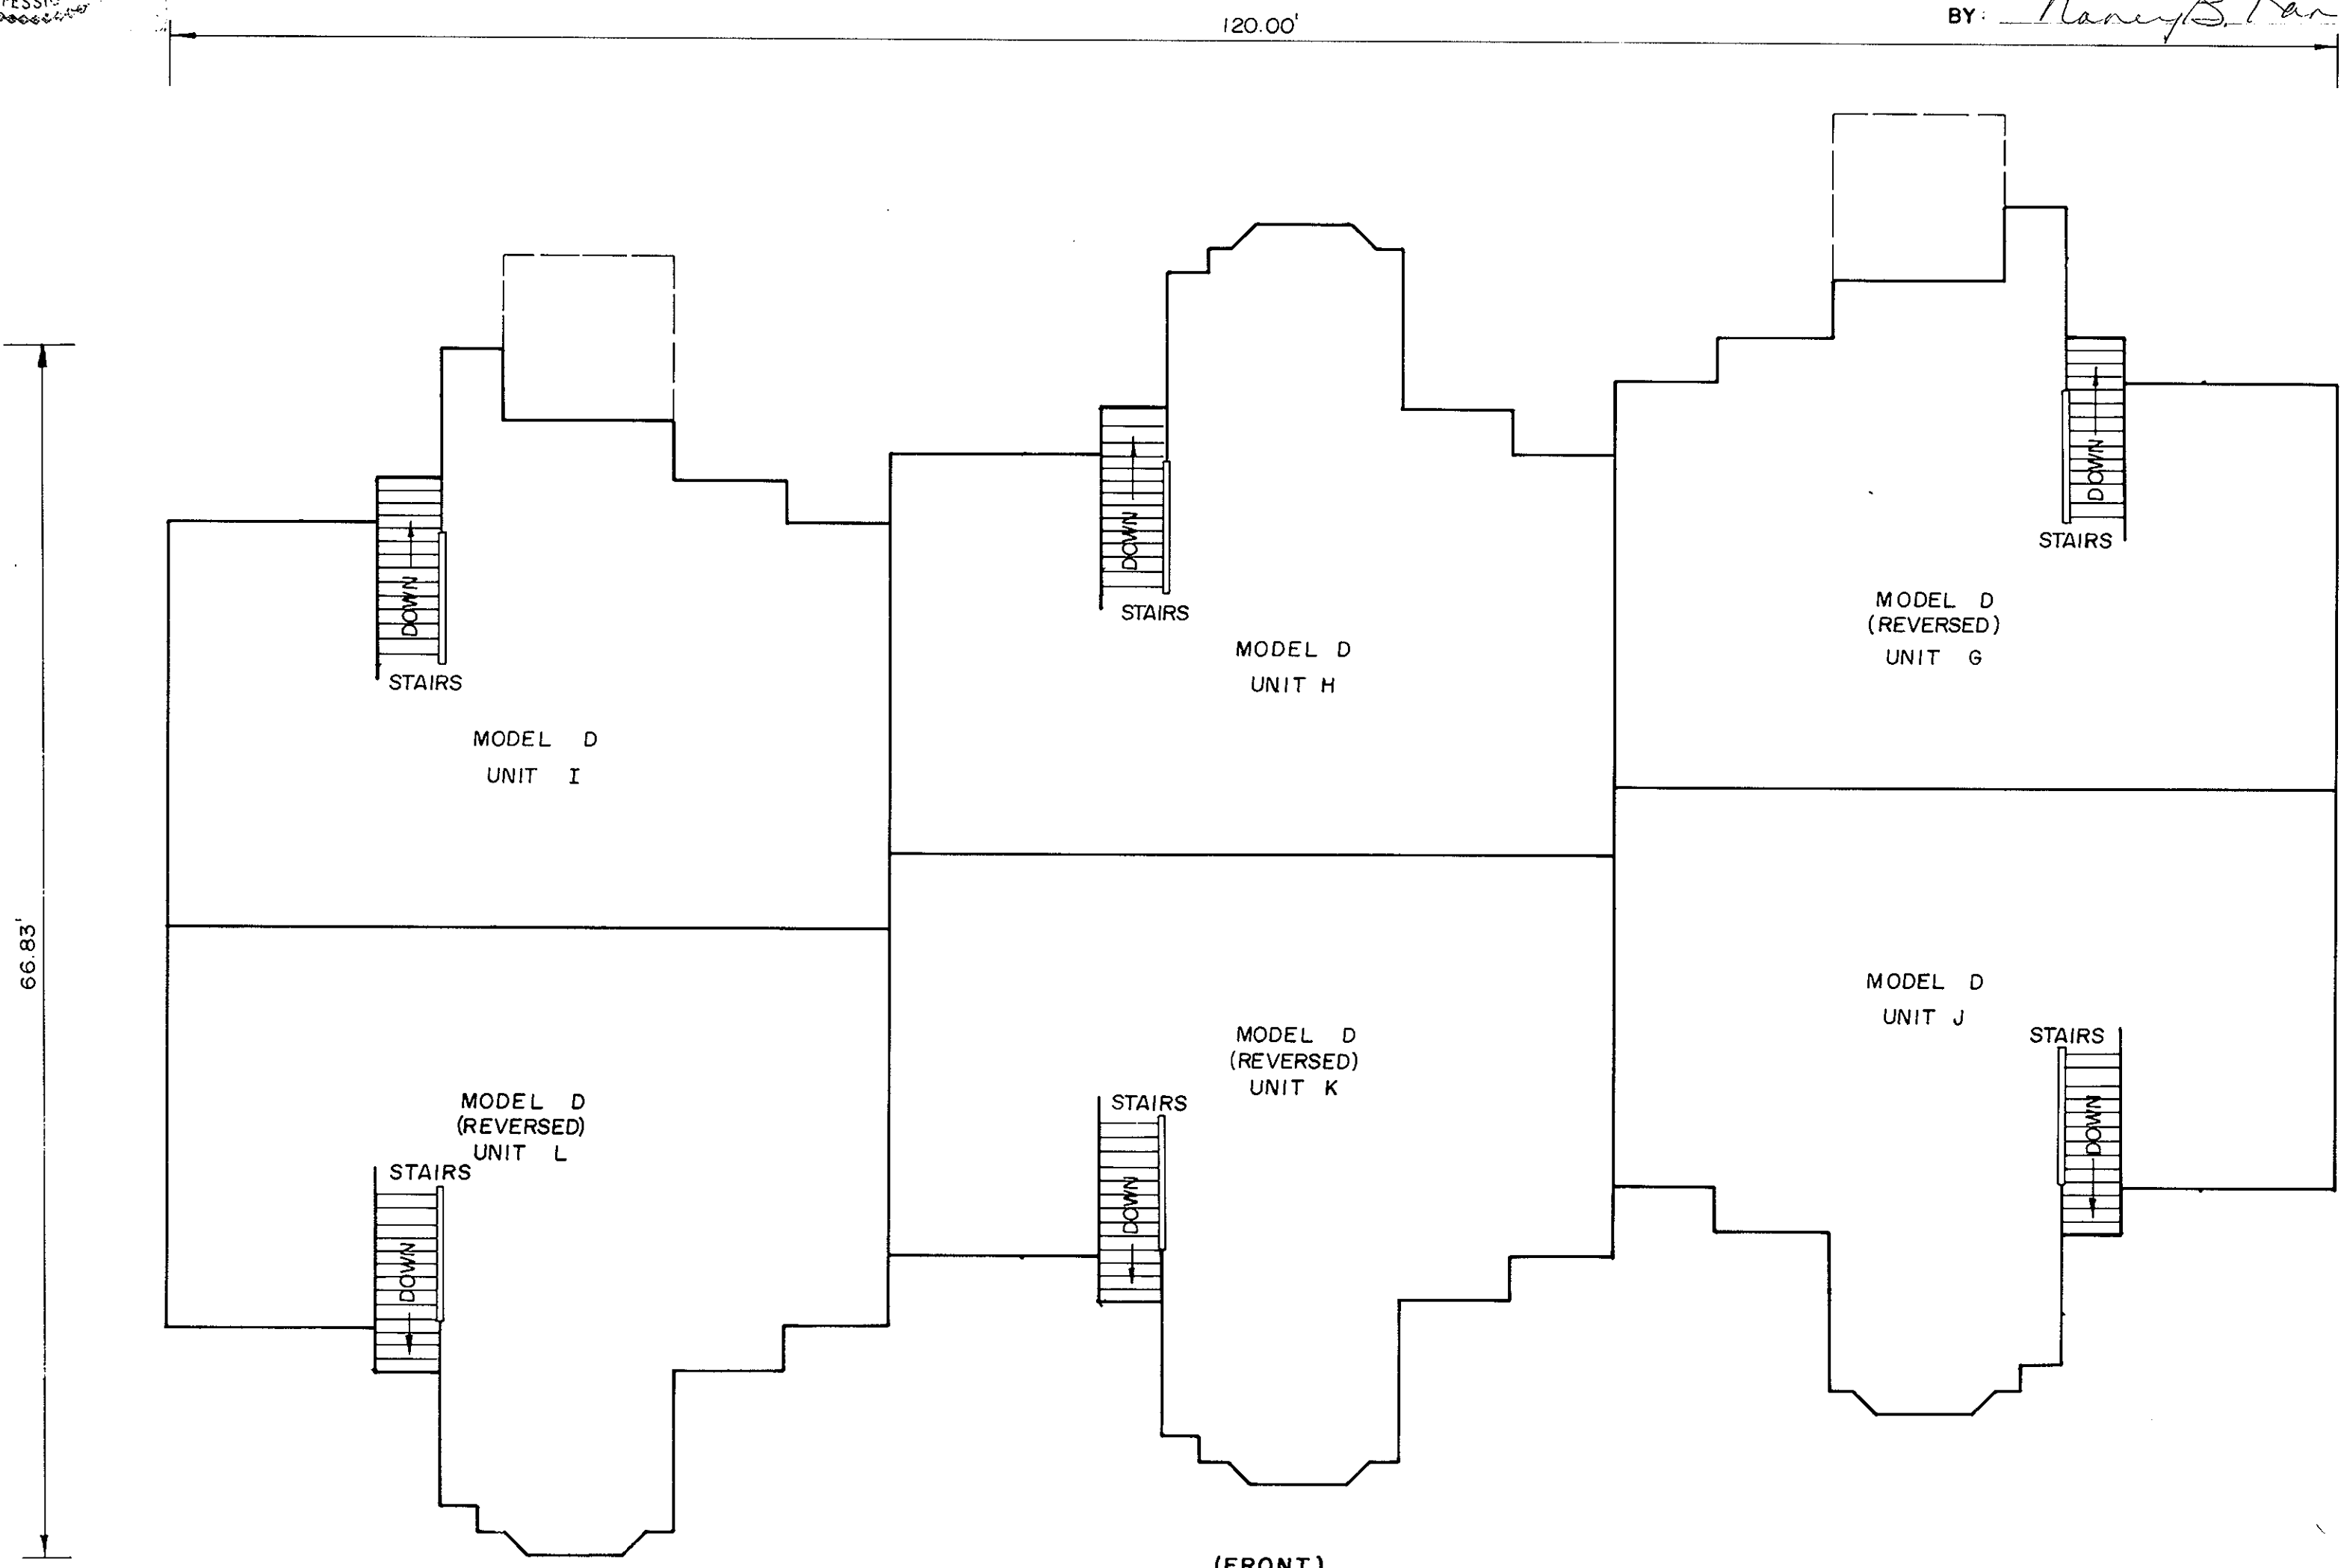 120.00'
BY: Nancy B.
DOWN
STAIRS
MODEL D
UNIT I
DOWN
STAIRS
MODEL D
UNIT H
DOWN
STAIRS
MODEL D
(REVERSED)
UNIT G
66.83'
MODEL D
(REVERSED)
UNIT L
STAIRS
DOWN
MODEL D
(REVERSED)
UNIT K
STAIRS
DOWN
MODEL D
UNIT J
STAIRS
DOWN
(FRONT)